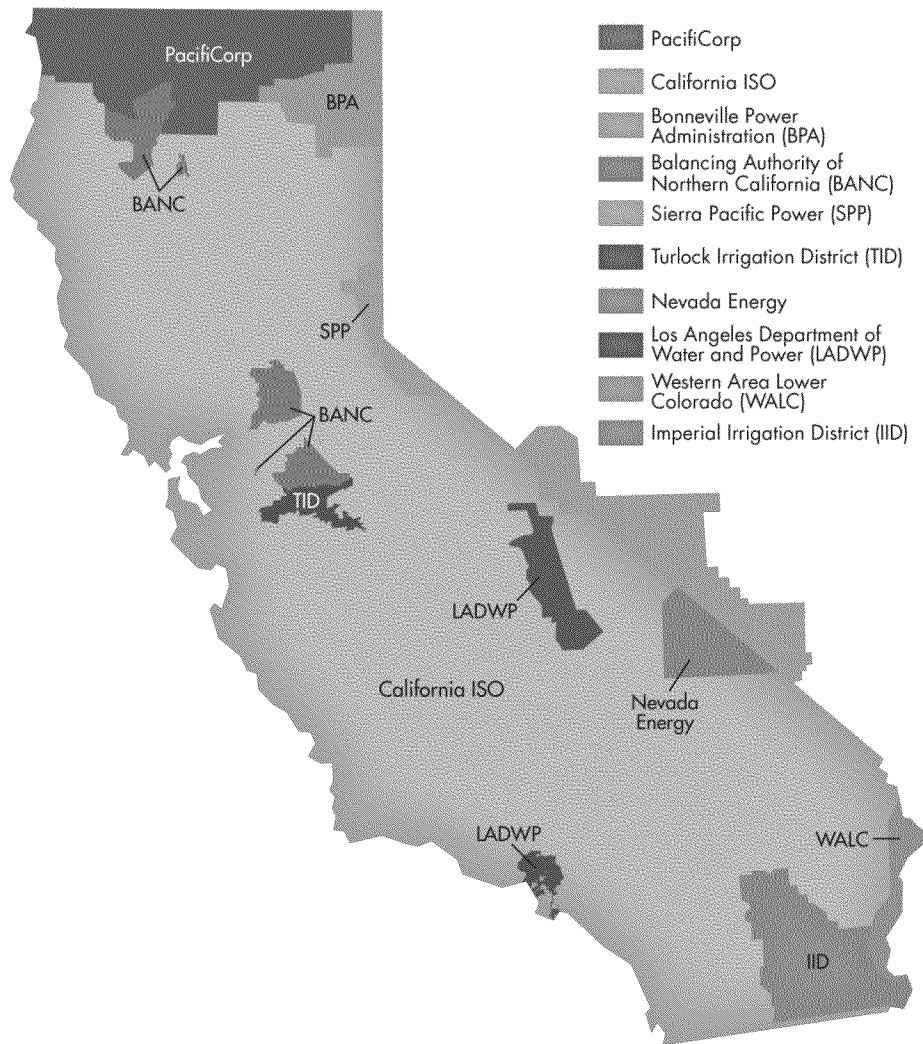 PacifiCorp
BPA
BANC
SPP
BANC
TID
LADWP
California ISO
Nevada
Energy
LADWP
WALC
IID
PacifiCorp
California ISO
Bonneville Power
Administration (BPA)
Balancing Authority of
Northern California (BANC)
Sierra Pacific Power (SPP)
Turlock Irrigation District (TID)
Nevada Energy
Los Angeles Department of
Water and Power (LADWP)
Western Area Lower
Colorado (WALC)
Imperial Irrigation District (IID)